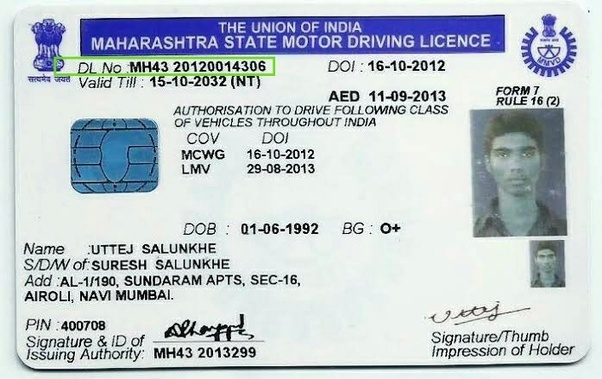 THE UNION OF INDIA
MAHARASHTRA STATE MOTOR DRIVING LICENCE
सत्यमेव जयते
MMVD
DL No :MH43 20120014306 DOI : 16-10-2012
Valid Till : 15-10-2032 (NT)
AED 11-09-2013
FORM 7
RULE 16 (2)
AUTHORISATION TO DRIVE FOLLOWING CLASS
OF VEHICLES THROUGHOUT INDIA
COV DOI
MCWG 16-10-2012
LMV 29-08-2013
DOB : 01-06-1992 BG : O+
Name :UTTEJ SALUNKHE
S/D/W of :SURESH SALUNKHE
Add :AL-1/190, SUNDARAM APTS, SEC-16,
AIROLI, NAVI MUMBAI.
PIN :400708
Signature & ID of
Issuing Authority: MH43 2013299
Uttej
Signature/Thumb
Impression of Holder